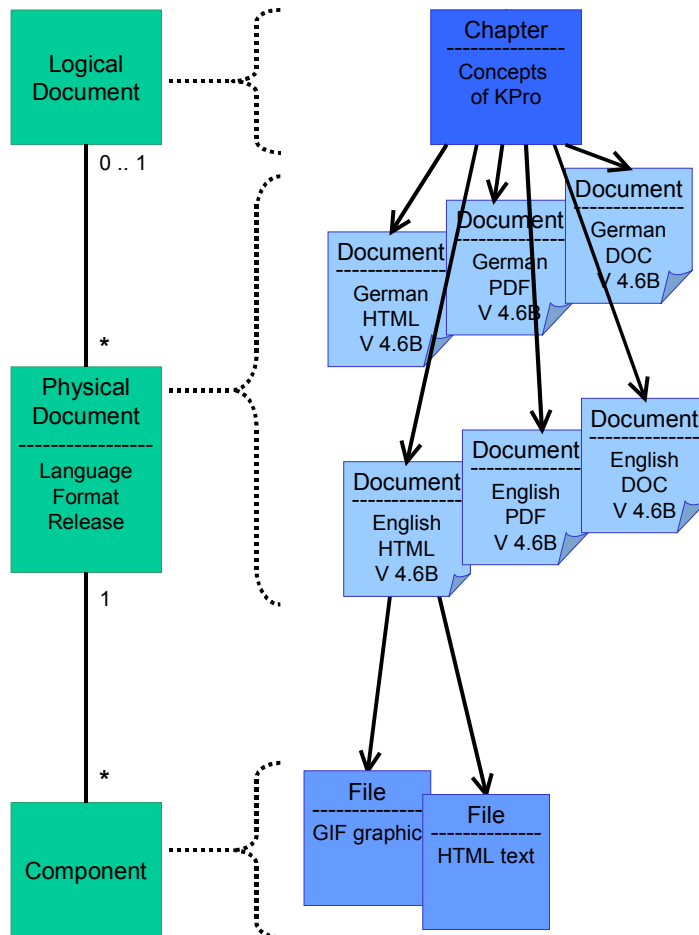 Logical
Document
0 .. 1
*
Physical
Document
--------------------
Language
Format
Release
1
*
Component
Chapter
--------------------
Concepts
of KPro
Document
--------------------
German
HTML
V 4.6B
Document
--------------------
German
PDF
V 4.6B
Document
--------------------
German
DOC
V 4.6B
Document
--------------------
English
HTML
V 4.6B
Document
--------------------
English
PDF
V 4.6B
Document
--------------------
English
DOC
V 4.6B
File
--------------------
GIF graphic
File
--------------------
HTML text